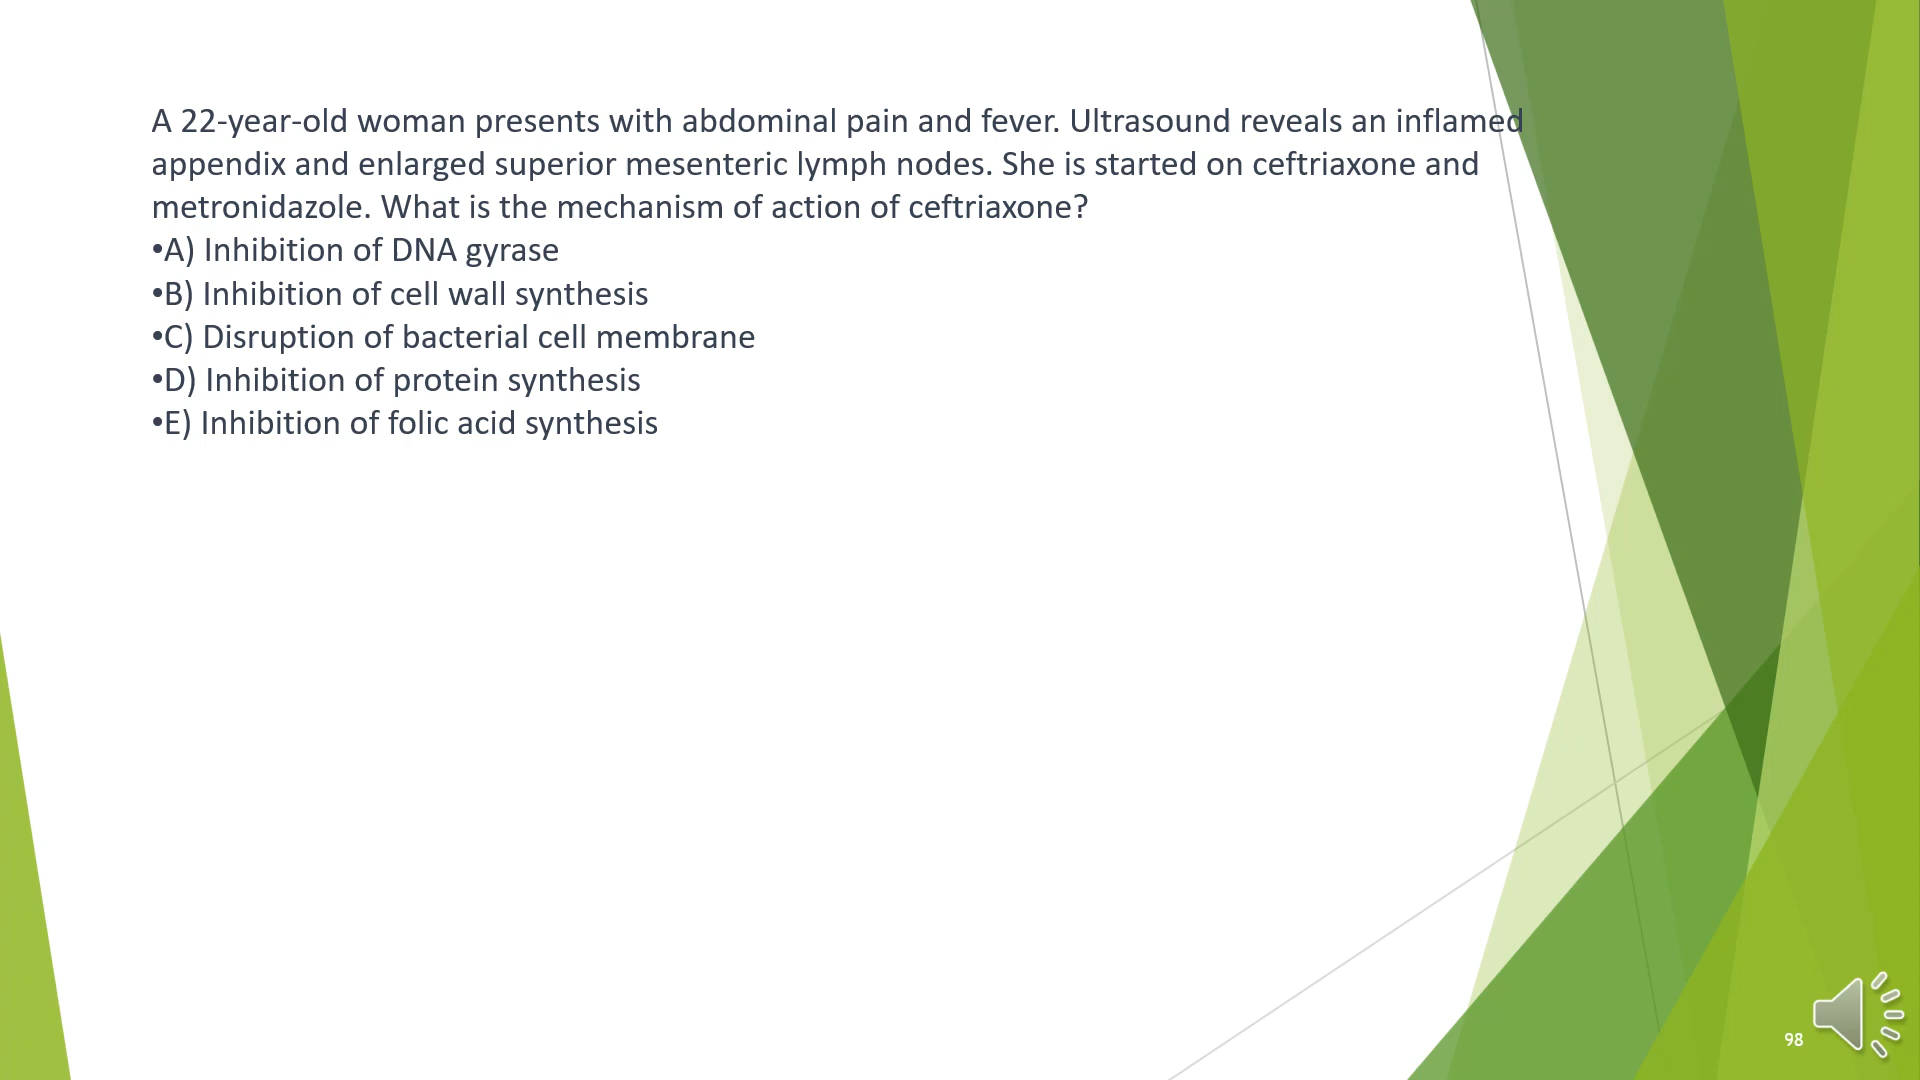 A 22-year-old woman presents with abdominal pain and fever. Ultrasound reveals an inflamed
appendix and enlarged superior mesenteric lymph nodes. She is started on ceftriaxone and
metronidazole. What is the mechanism of action of ceftriaxone?
•A) Inhibition of DNA gyrase
•B) Inhibition of cell wall synthesis
•C) Disruption of bacterial cell membrane
•D) Inhibition of protein synthesis
•E) Inhibition of folic acid synthesis
98